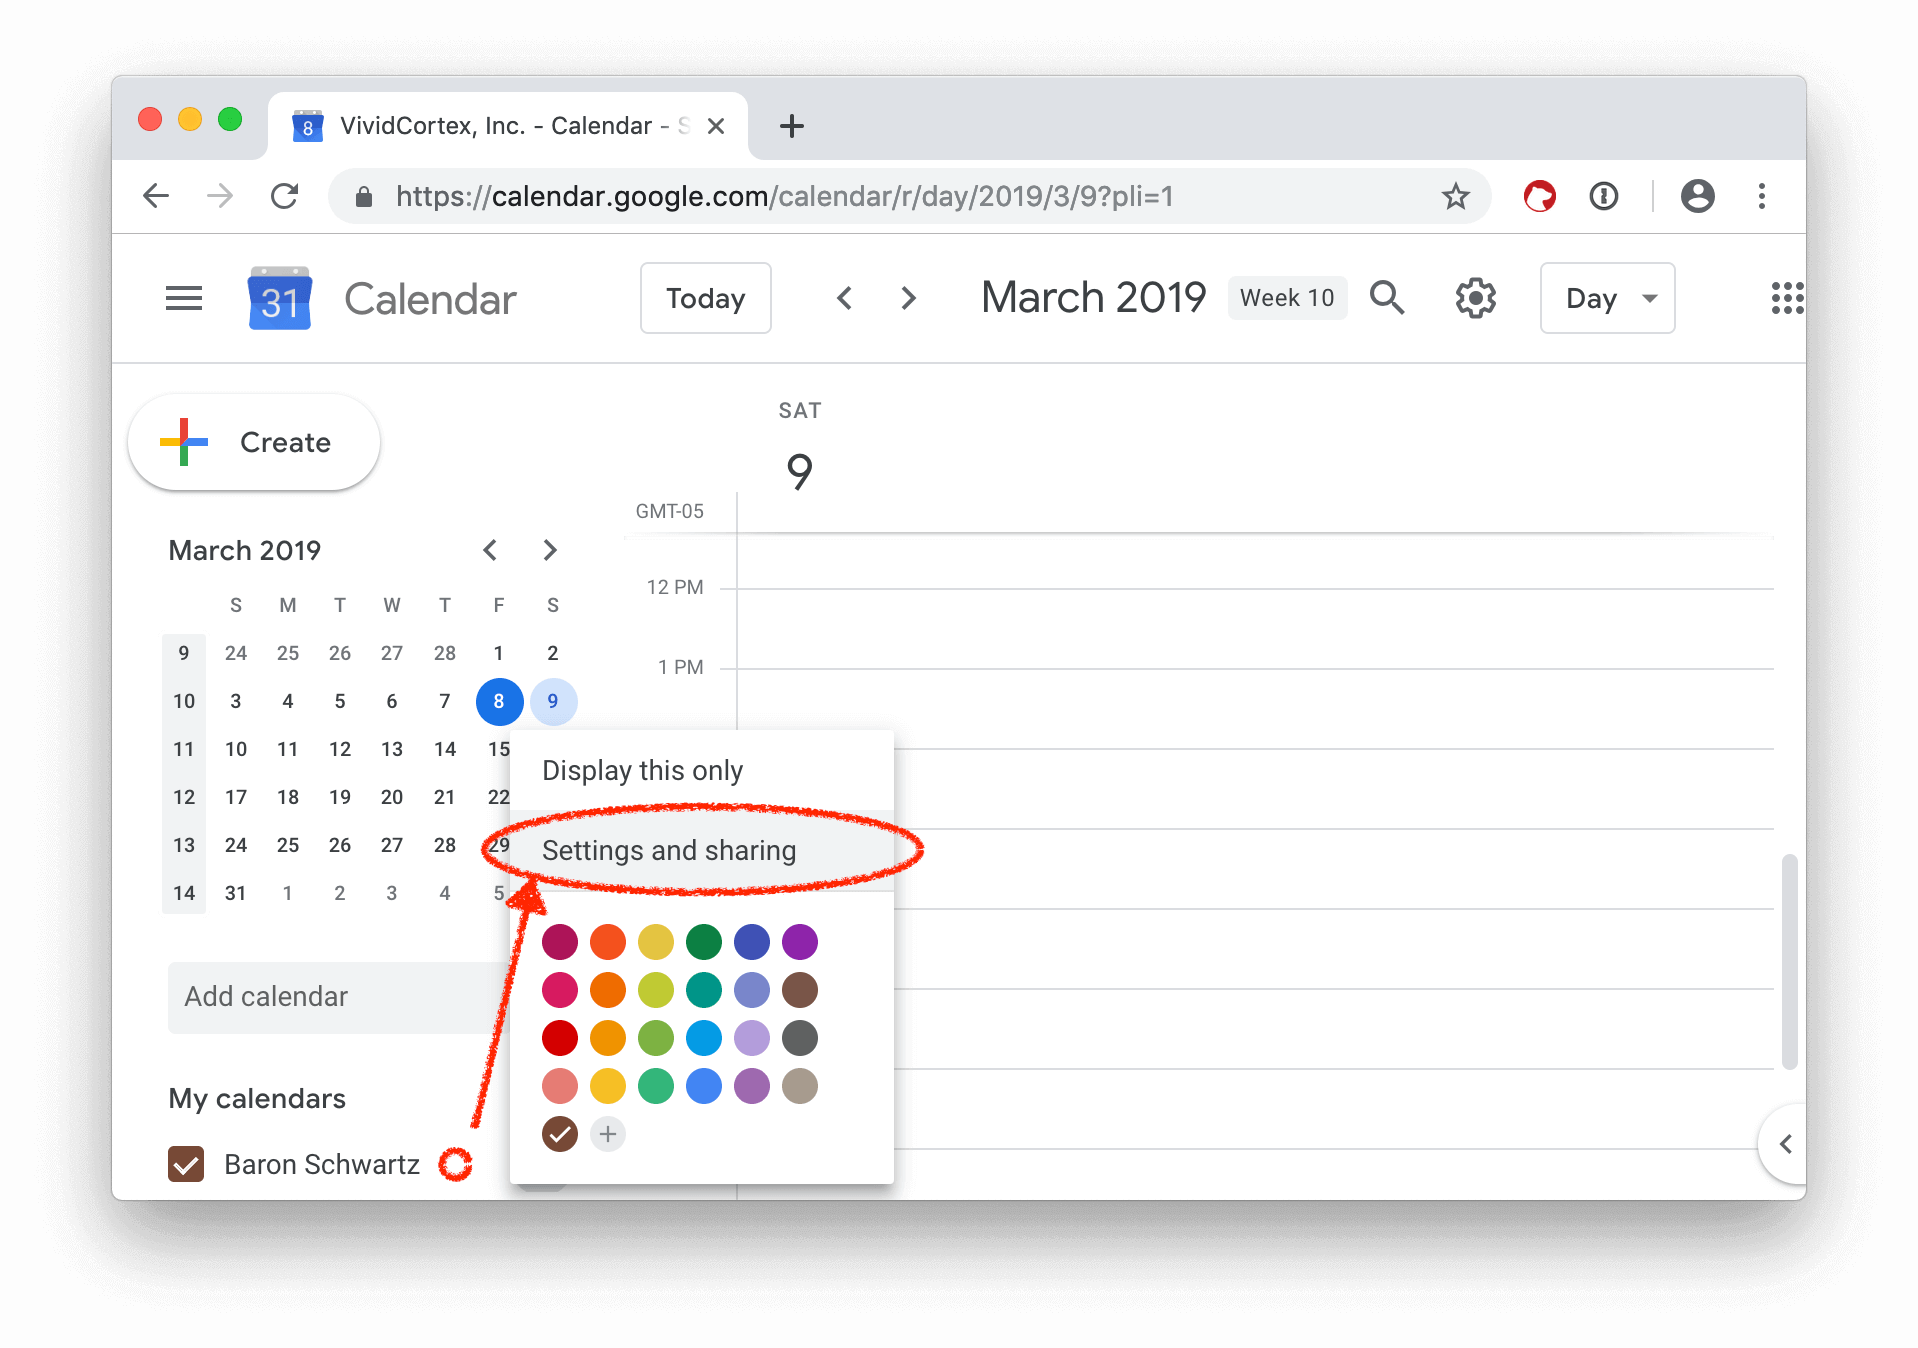 8 VividCortex, Inc. - Calendar - S
https://calendar.google.com/calendar/r/day/2019/3/9?pli=1
31 Calendar Today March 2019 Week 10 Day
Create
SAT
9
GMT-05
12 PM
1 PM
March 2019
S M T W T F S
9 24 25 26 27 28 1 2
10 3 4 5 6 7 8 9
11 10 11 12 13 14 15
12 17 18 19 20 21 22
13 24 25 26 27 28 29
14 31 1 2 3 4 5
Display this only
Settings and sharing
Add calendar
My calendars
Baron Schwartz